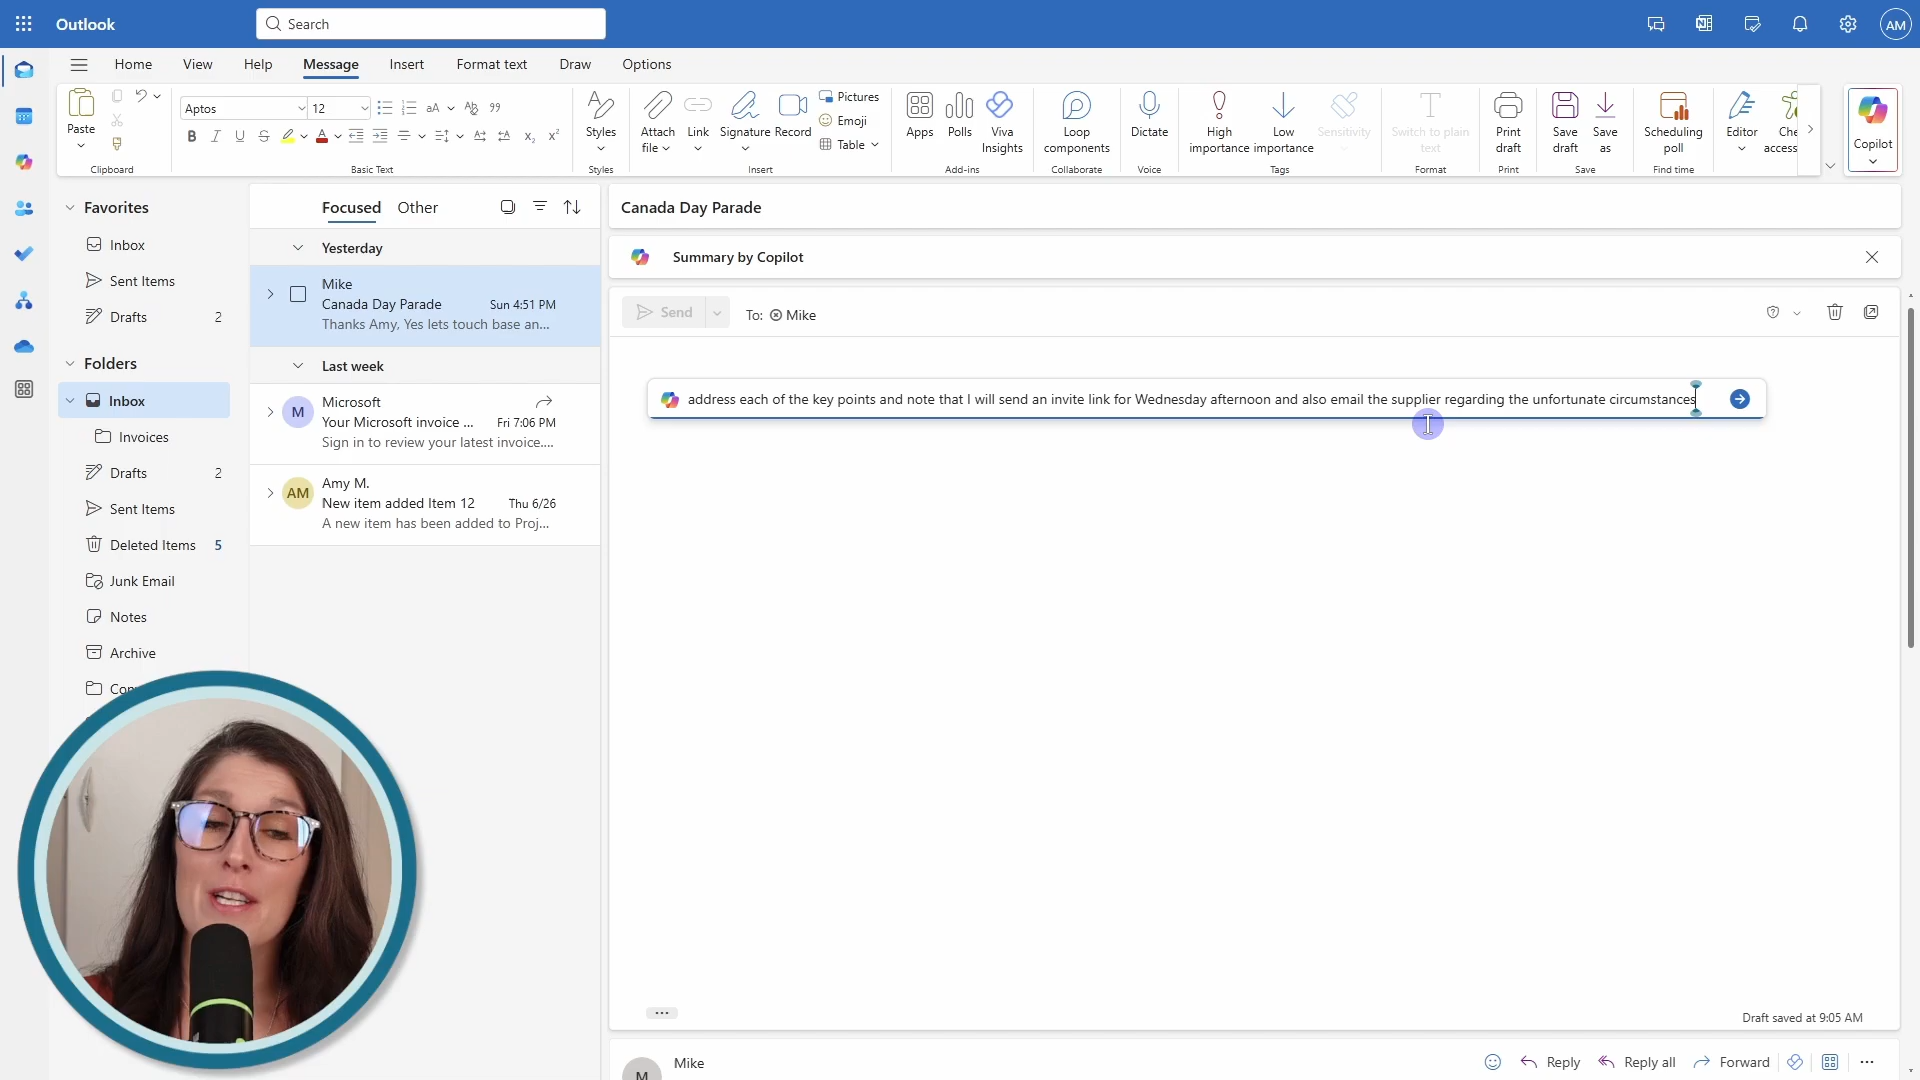 Outlook
Search
AM
Home View Help Message Insert Format text Draw Options
Paste
Clipboard
Aptos 12
Basic Text
Styles
Styles
Attach file
Link
Signature
Record
Pictures
Emoji
Table
Insert
Apps
Polls
Viva Insights
Add-ins
Loop components
Collaborate
Dictate
Voice
High importance
Low importance
Sensitivity
Tags
Switch to plain text
Format
Print draft
Print
Save draft
Save as
Save
Scheduling poll
Find time
Editor
Copilot
Favorites
Inbox
Sent Items
Drafts 2
Folders
Inbox
Invoices
Drafts 2
Sent Items
Deleted Items 5
Junk Email
Notes
Archive
Focused Other
Yesterday
Mike
Canada Day Parade Sun 4:51 PM
Thanks Amy, Yes lets touch base an...
Last week
M
Microsoft
Your Microsoft invoice ... Fri 7:06 PM
Sign in to review your latest invoice....
AM
Amy M.
New item added Item 12 Thu 6/26
A new item has been added to Proj...
Canada Day Parade
Summary by Copilot
Send
To: Mike
address each of the key points and note that I will send an invite link for Wednesday afternoon and also email the supplier regarding the unfortunate circumstances
Draft saved at 9:05 AM
M
Mike
Reply Reply all Forward